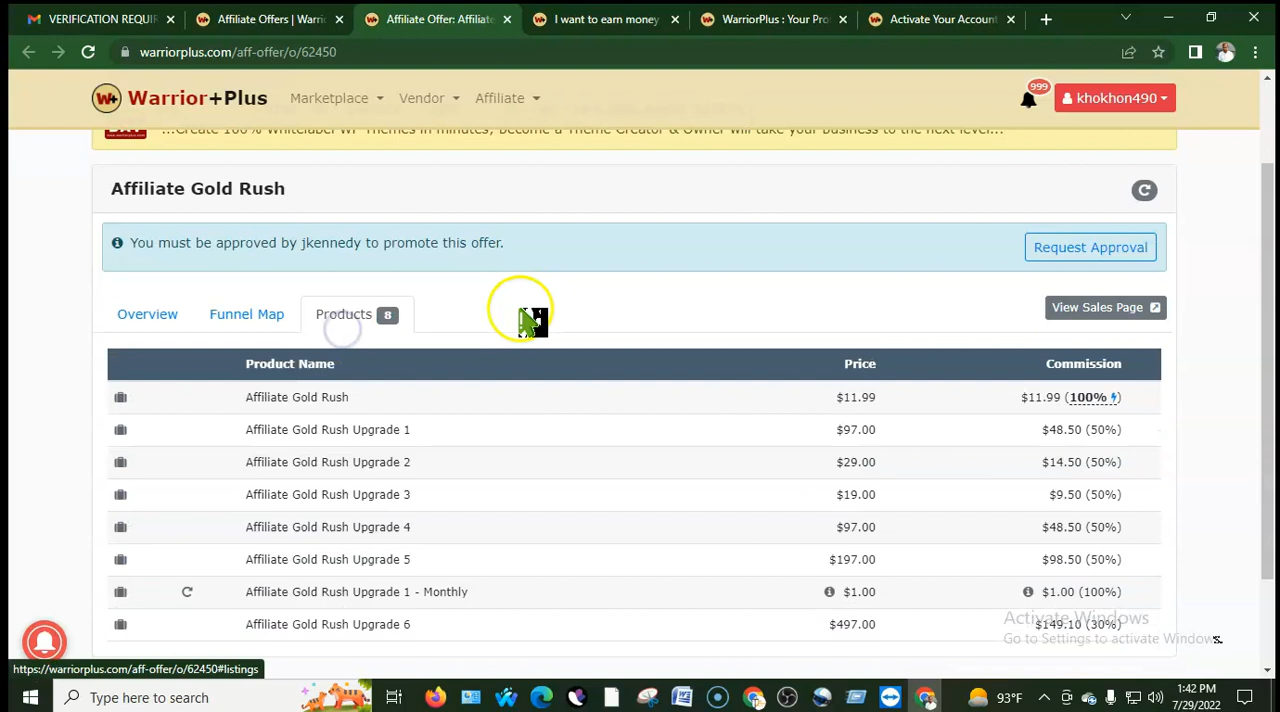 VERIFICATION REQUIR
Affiliate Offers | Warri
Affiliate Offer: Affiliate
I want to earn money
WarriorPlus : Your Pro
Activate Your Account
warriorplus.com/aff-offer/o/62450
Warrior+Plus
Marketplace
Vendor
Affiliate
999
khokhon490
...Create 100% Whitelabel WP Themes in minutes, Become a Theme Creator & Owner will take your business to the next level...
Affiliate Gold Rush
You must be approved by jkennedy to promote this offer.
Request Approval
Overview
Funnel Map
Products 8
View Sales Page
Product Name Price Commission
Affiliate Gold Rush $11.99 $11.99 (100%)
Affiliate Gold Rush Upgrade 1 $97.00 $48.50 (50%)
Affiliate Gold Rush Upgrade 2 $29.00 $14.50 (50%)
Affiliate Gold Rush Upgrade 3 $19.00 $9.50 (50%)
Affiliate Gold Rush Upgrade 4 $97.00 $48.50 (50%)
Affiliate Gold Rush Upgrade 5 $197.00 $98.50 (50%)
Affiliate Gold Rush Upgrade 1 - Monthly $1.00 $1.00 (100%)
Affiliate Gold Rush Upgrade 6 $497.00 $149.10 (30%)
Activate Windows
Go to Settings to activate Windows.
https://warriorplus.com/aff-offer/o/62450#listings
Type here to search
93°F
1:42 PM
7/29/2022